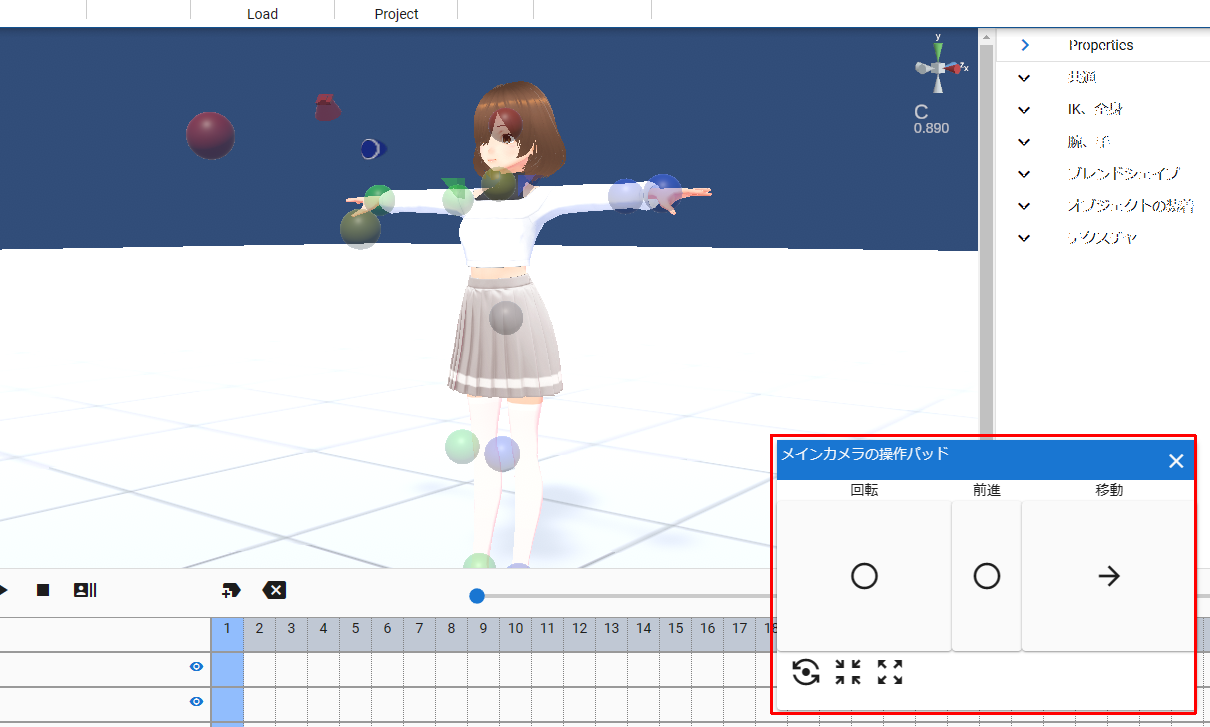 Load
Project
y
z
x
C
0.890
Properties
共通
IK、全身
腕、手
ブレンドシェイプ
オブジェクトの装着
テクスチャ
メインカメラの操作パッド
回転
前進
移動
1 2 3 4 5 6 7 8 9 10 11 12 13 14 15 16 17 18